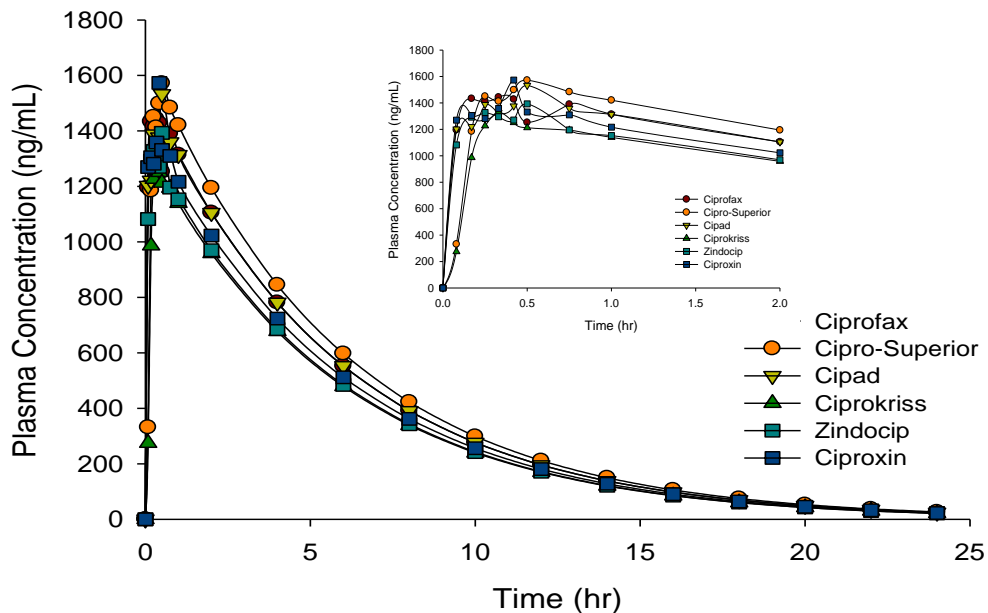 Plasma Concentration (ng/mL)
1800
1600
1400
1200
1000
800
600
400
200
0
0
5
10
15
20
25
Time (hr)
Ciprofax
Cipro-Superior
Cipad
Ciprokriss
Zindocip
Ciproxin
Plasma Concentration (ng/mL)
1800
1600
1400
1200
1000
800
600
400
200
0
0.0
0.5
1.0
1.5
2.0
Time (hr)
Ciprofax
Cipro-Superior
Cipad
Ciprokriss
Zindocip
Ciproxin